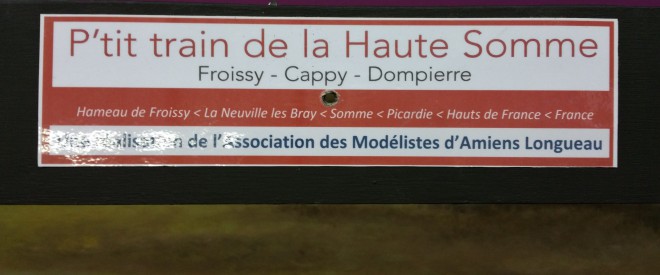 P'tit train de la Haute Somme
Froissy - Cappy - Dompierre
Hameau de Froissy < La Neuville les Bray < Somme < Picardie < Hauts de France < France
de l'Association des Modélistes d'Amiens Longueau